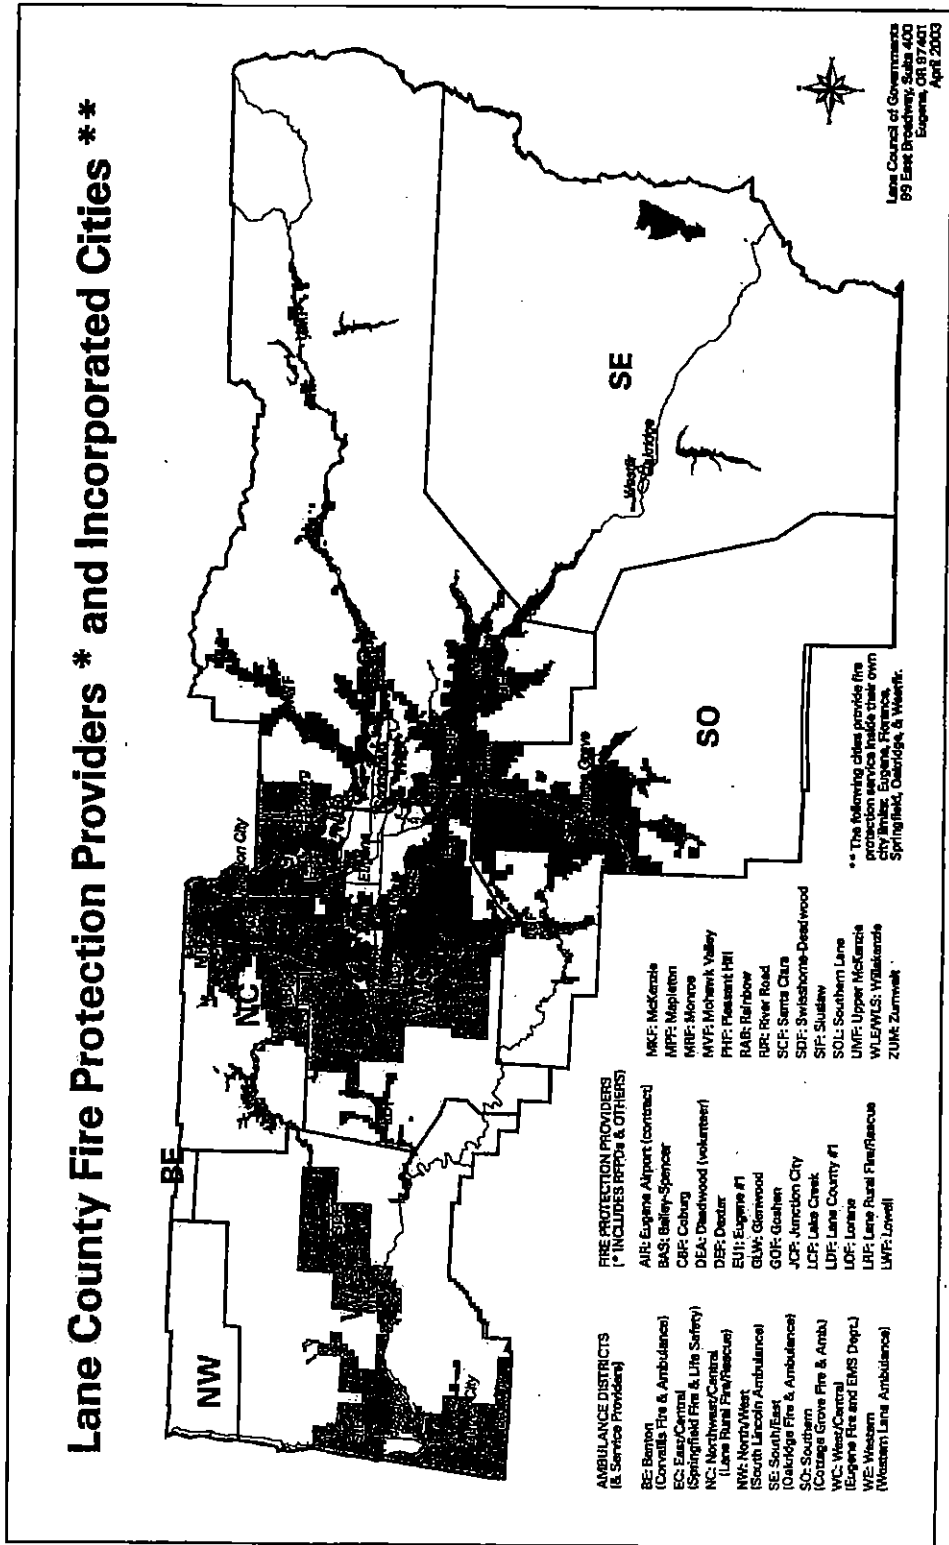 Lane County Fire Protection Providers * and Incorporated Cities **
BE
NW
NC
SE
SO
Westfir
Oakridge
AMBULANCE DISTRICTS
(& Service Providers)
BE: Benton
(Corvallis Fire & Ambulance)
EC: East/Central
(Springfield Fire & Life Safety)
NC: Northwest/Central
(Lane Rural Fire/Rescue)
NW: North/West
(South Lincoln Ambulance)
SE: South/East
(Oakridge Fire & Ambulance)
SO: Southern
(Cottage Grove Fire & Amb.)
WC: West/Central
(Eugene Fire and EMS Dept.)
WE: Western
(Western Lane Ambulance)
FIRE PROTECTION PROVIDERS
(* INCLUDES RFPDs & OTHERS)
AIR: Eugene Airport (contract)
BAS: Bailey-Spencer
CBF: Coburg
DEA: Deadwood (volunteer)
DEF: Dexter
EU1: Eugene #1
GLW: Glenwood
GOF: Goshen
JCF: Junction City
LCF: Lake Creek
LDF: Lane County #1
LOF: Lorane
LRF: Lane Rural Fire/Rescue
LWF: Lowell
MKF: McKenzie
MPF: Mapleton
MRF: Monroe
MVF: Mohawk Valley
PHF: Pleasant Hill
RAB: Rainbow
RIR: River Road
SCF: Santa Clara
SDF: Swisshome-Deadwood
SIF: Siuslaw
SOL: Southern Lane
UMF: Upper McKenzie
WLE/WLS: Willakenzie
ZUM: Zumwalt
** The following cities provide fire
protection service inside their own
city limits: Eugene, Florence,
Springfield, Oakridge, & Westfir.
Lane Council of Governments
99 East Broadway, Suite 400
Eugene, OR 97401
April 2003